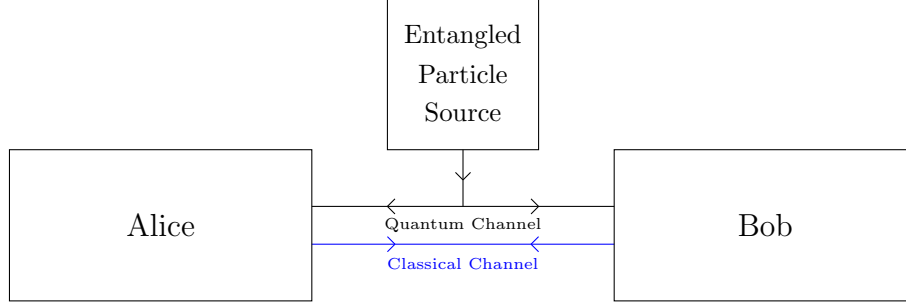 Entangled
Particle
Source
Alice
Quantum Channel
Bob
Classical Channel